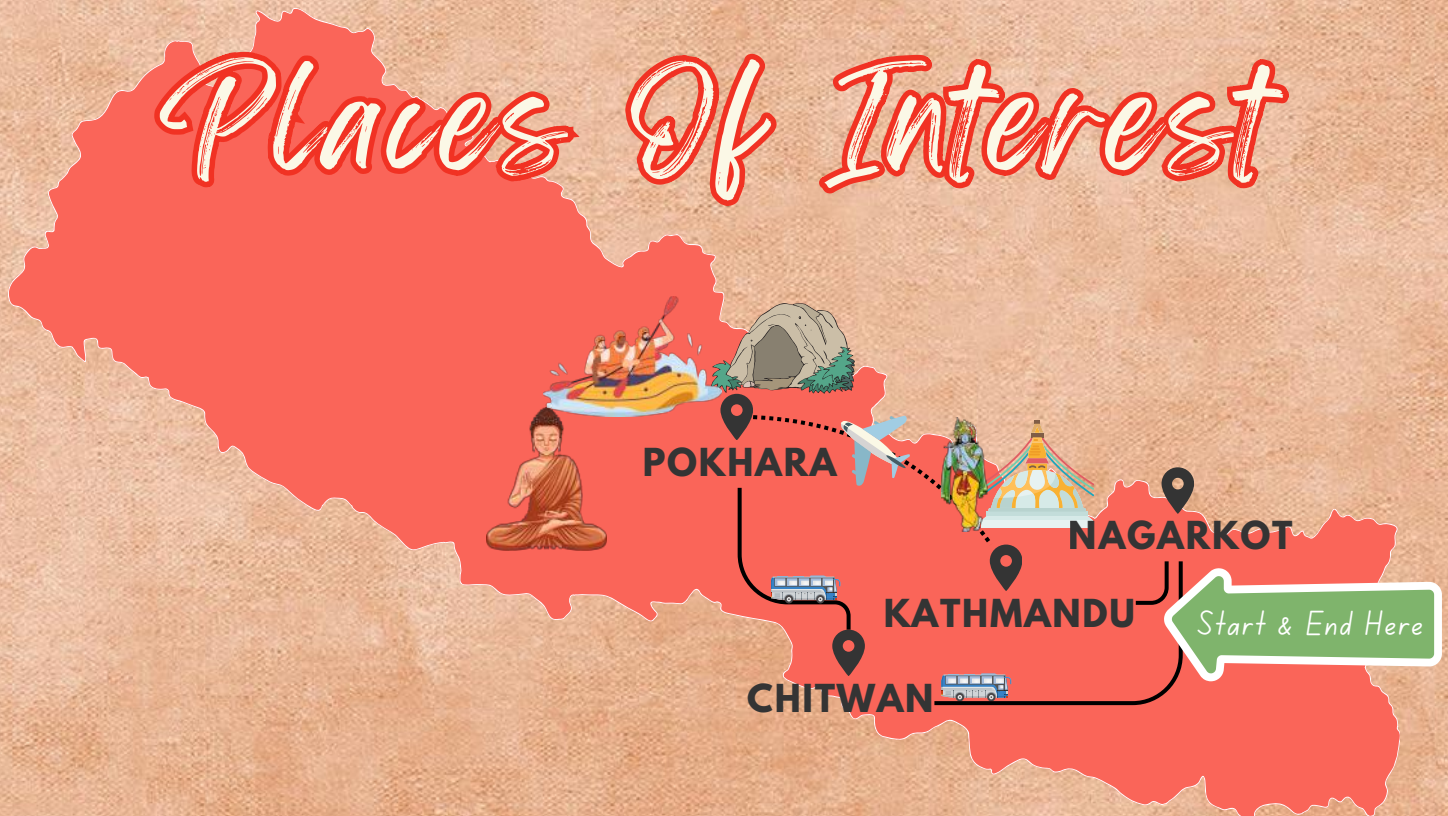 Places Of Interest
POKHARA
NAGARKOT
KATHMANDU
Start & End Here
CHITWAN